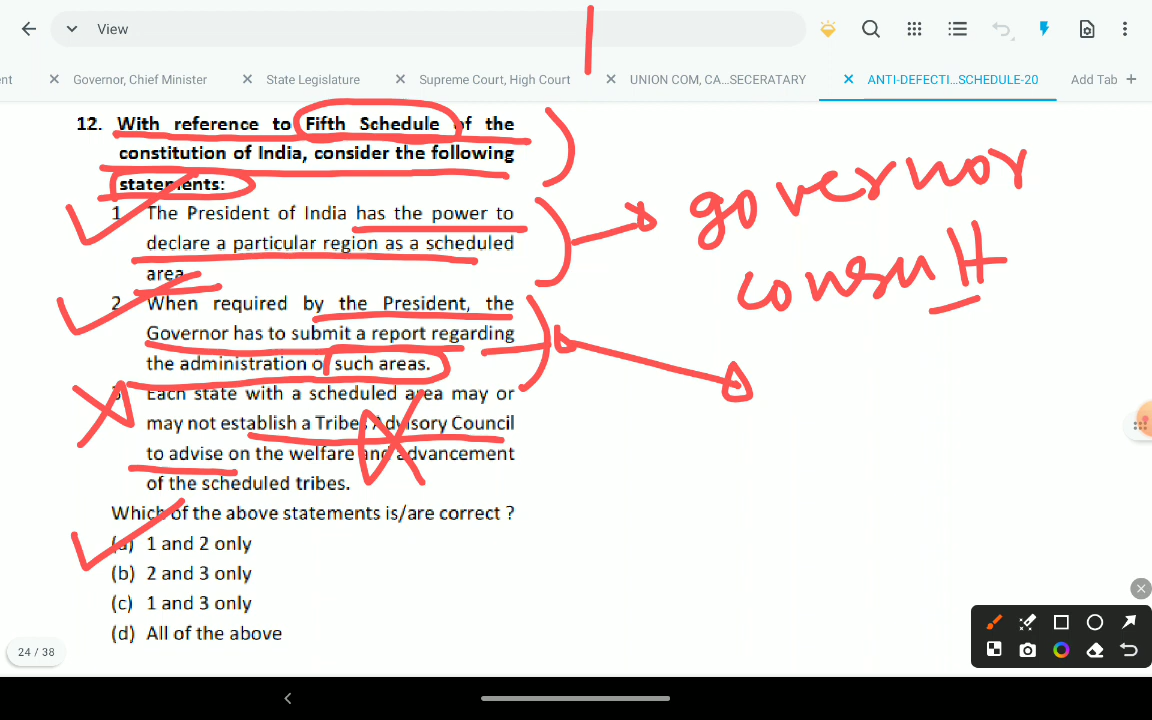 View
nt
Governor, Chief Minister
State Legislature
Supreme Court, High Court
UNION COM, CA...SECERATARY
ANTI-DEFECTI...SCHEDULE-20
Add Tab +
12. With reference to Fifth Schedule of the
constitution of India, consider the following
statements:
1 The President of India has the power to
declare a particular region as a scheduled
area
2 When required by the President, the
Governor has to submit a report regarding
the administration of such areas.
3 Each state with a scheduled area may or
may not establish a Tribes Advisory Council
to advise on the welfare and advancement
of the scheduled tribes.
Which of the above statements is/are correct ?
(a) 1 and 2 only
(b) 2 and 3 only
(c) 1 and 3 only
(d) All of the above
governor
consult
24 / 38